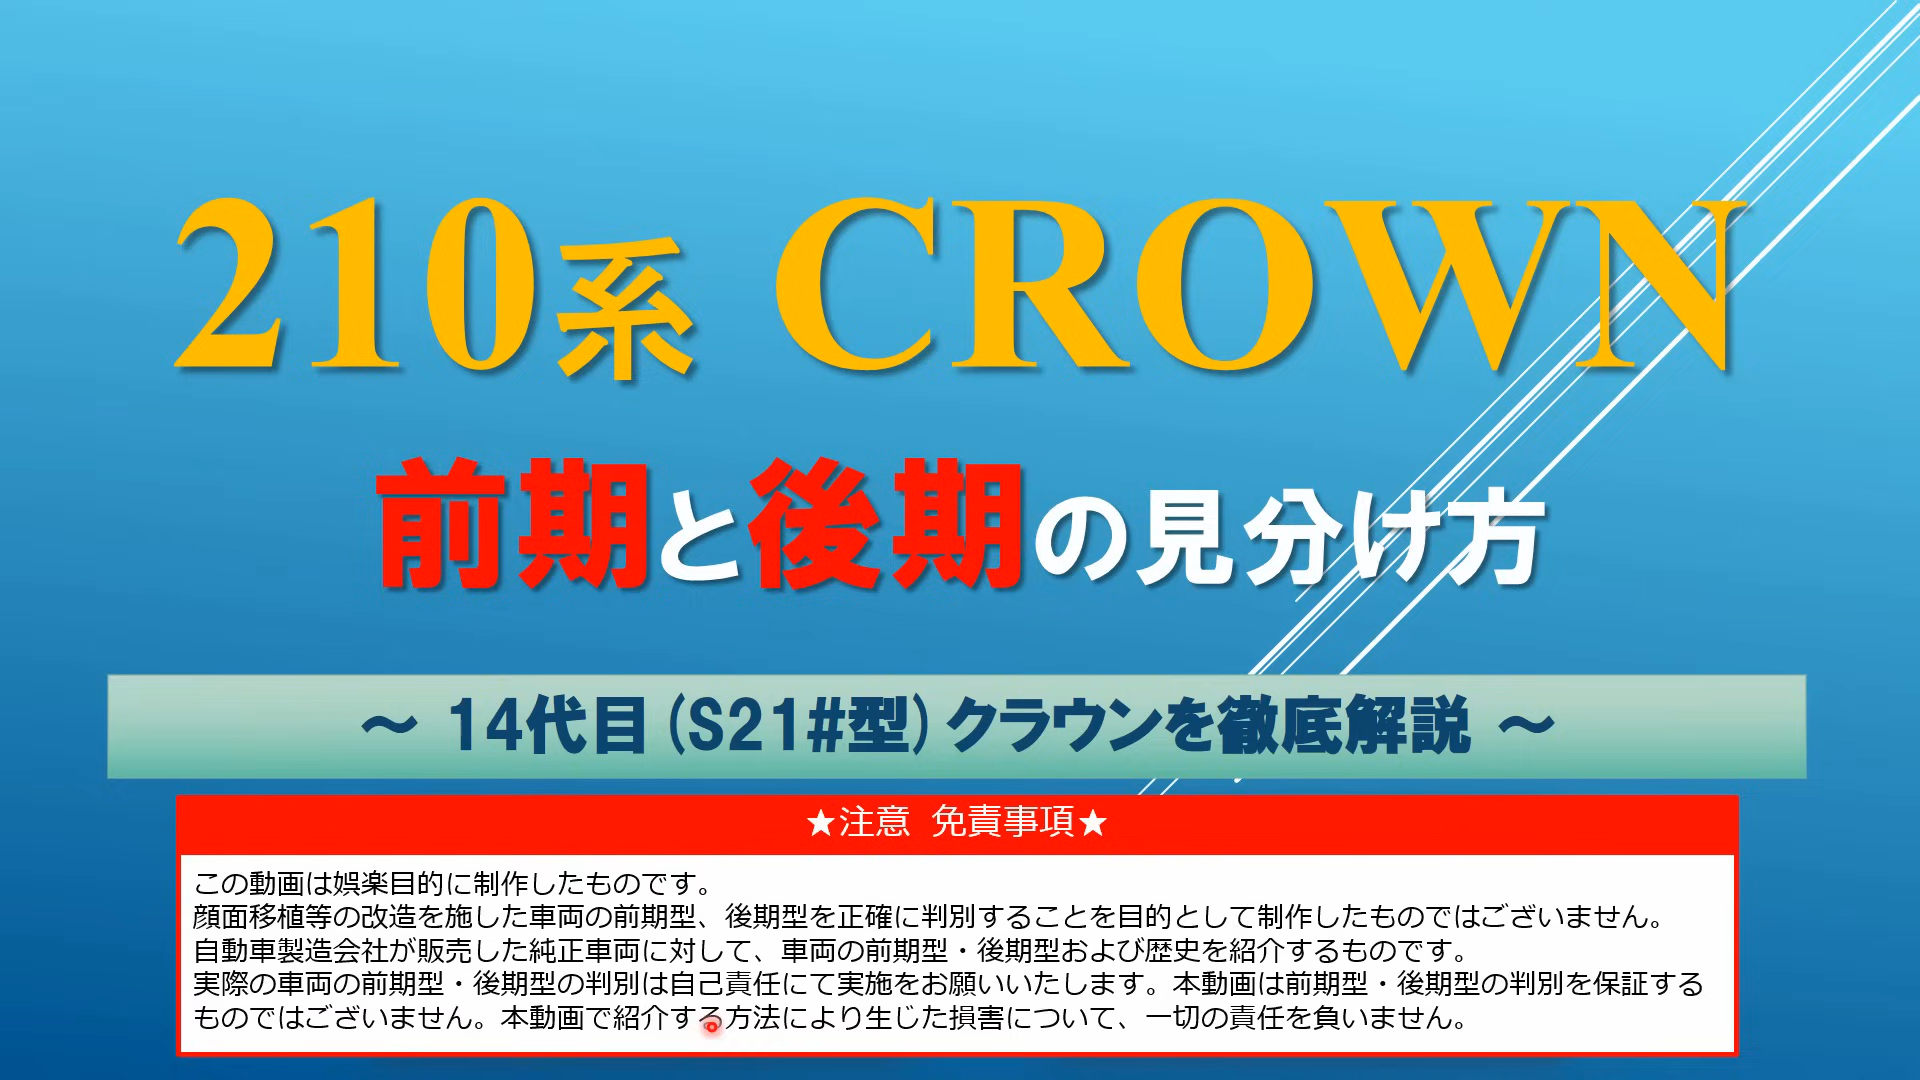 210系 CROWN
前期と後期の見分け方
～ 14代目(S21#型)クラウンを徹底解説 ～
★注意 免責事項★
この動画は娯楽目的に制作したものです。
顔面移植等の改造を施した車両の前期型、後期型を正確に判別することを目的として制作したものではございません。
自動車製造会社が販売した純正車両に対して、車両の前期型・後期型および歴史を紹介するものです。
実際の車両の前期型・後期型の判別は自己責任にて実施をお願いいたします。本動画は前期型・後期型の判別を保証する
ものではございません。本動画で紹介する方法により生じた損害について、一切の責任を負いません。